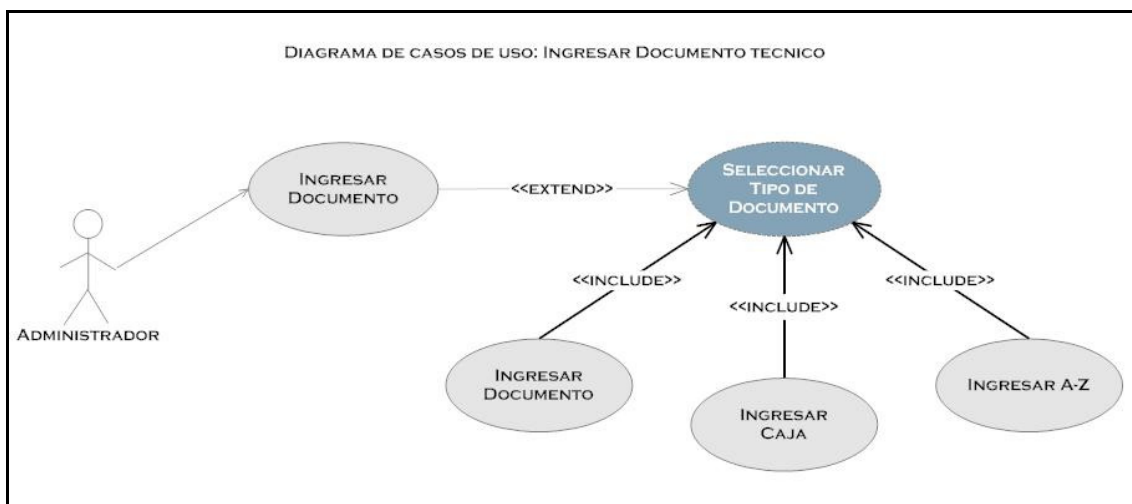 DIAGRAMA DE CASOS DE USO: INGRESAR DOCUMENTO TECNICO
INGRESAR
DOCUMENTO
<<EXTEND>>
SELECCIONAR
TIPO DE
DOCUMENTO
<<INCLUDE>>
<<INCLUDE>>
<<INCLUDE>>
ADMINISTRADOR
INGRESAR
DOCUMENTO
INGRESAR
CAJA
INGRESAR A-Z